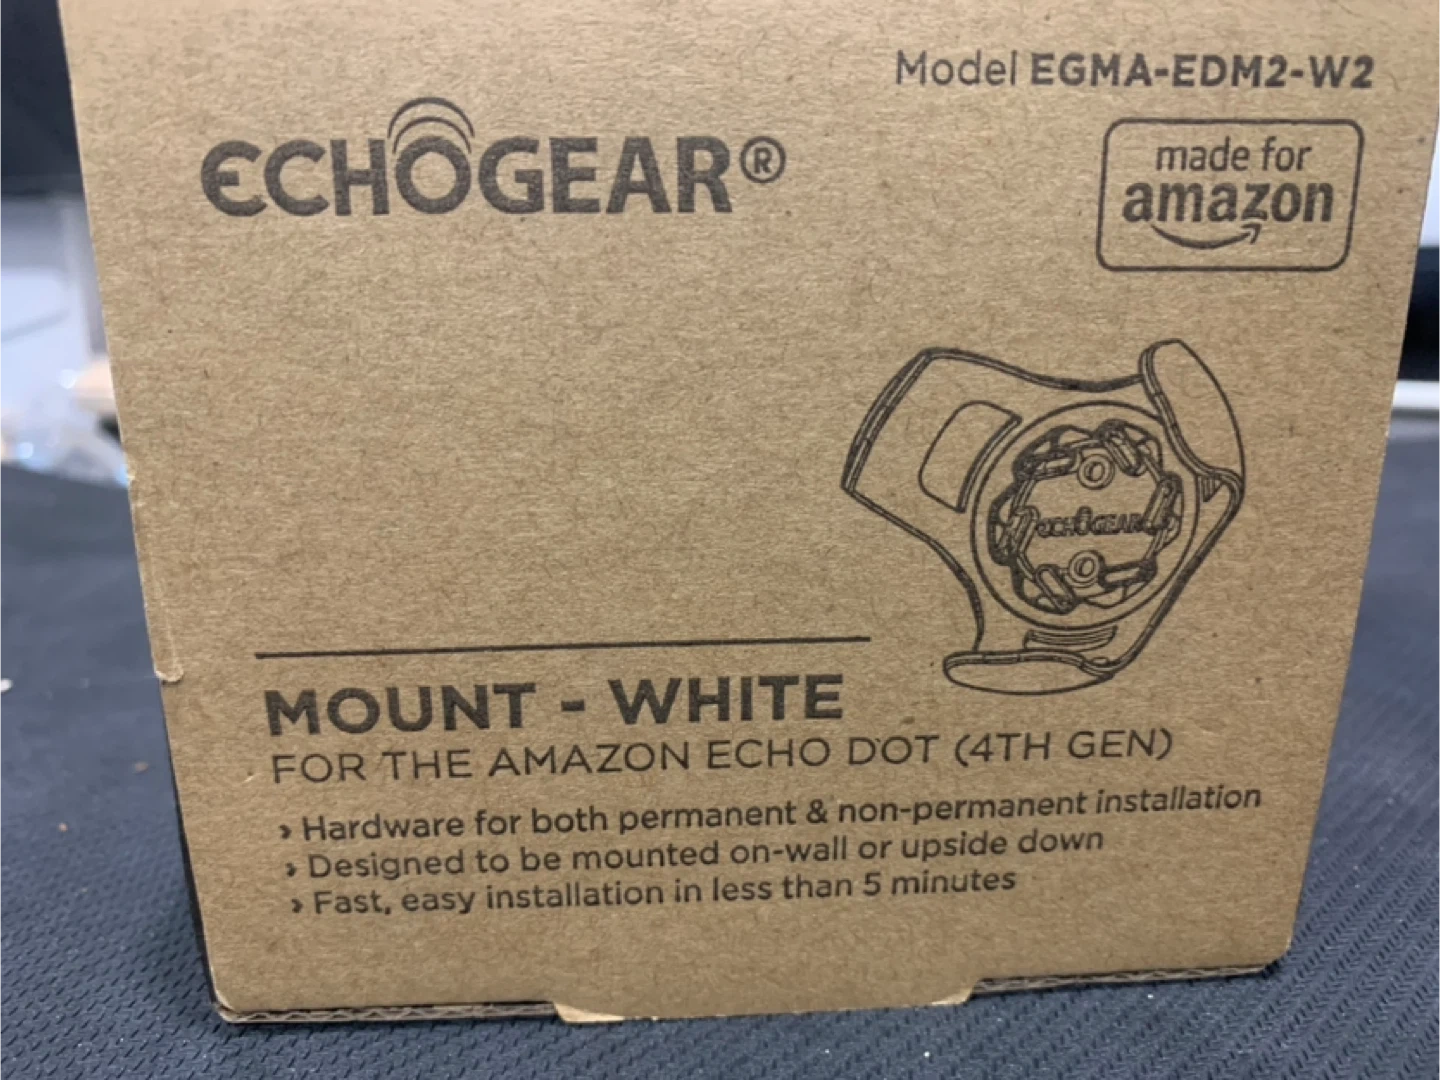 Model EGMA-EDM2-W2
ECHOGEAR®
made for
amazon
ECHOGEAR
MOUNT - WHITE
FOR THE AMAZON ECHO DOT (4TH GEN)
› Hardware for both permanent & non-permanent installation
› Designed to be mounted on-wall or upside down
› Fast, easy installation in less than 5 minutes